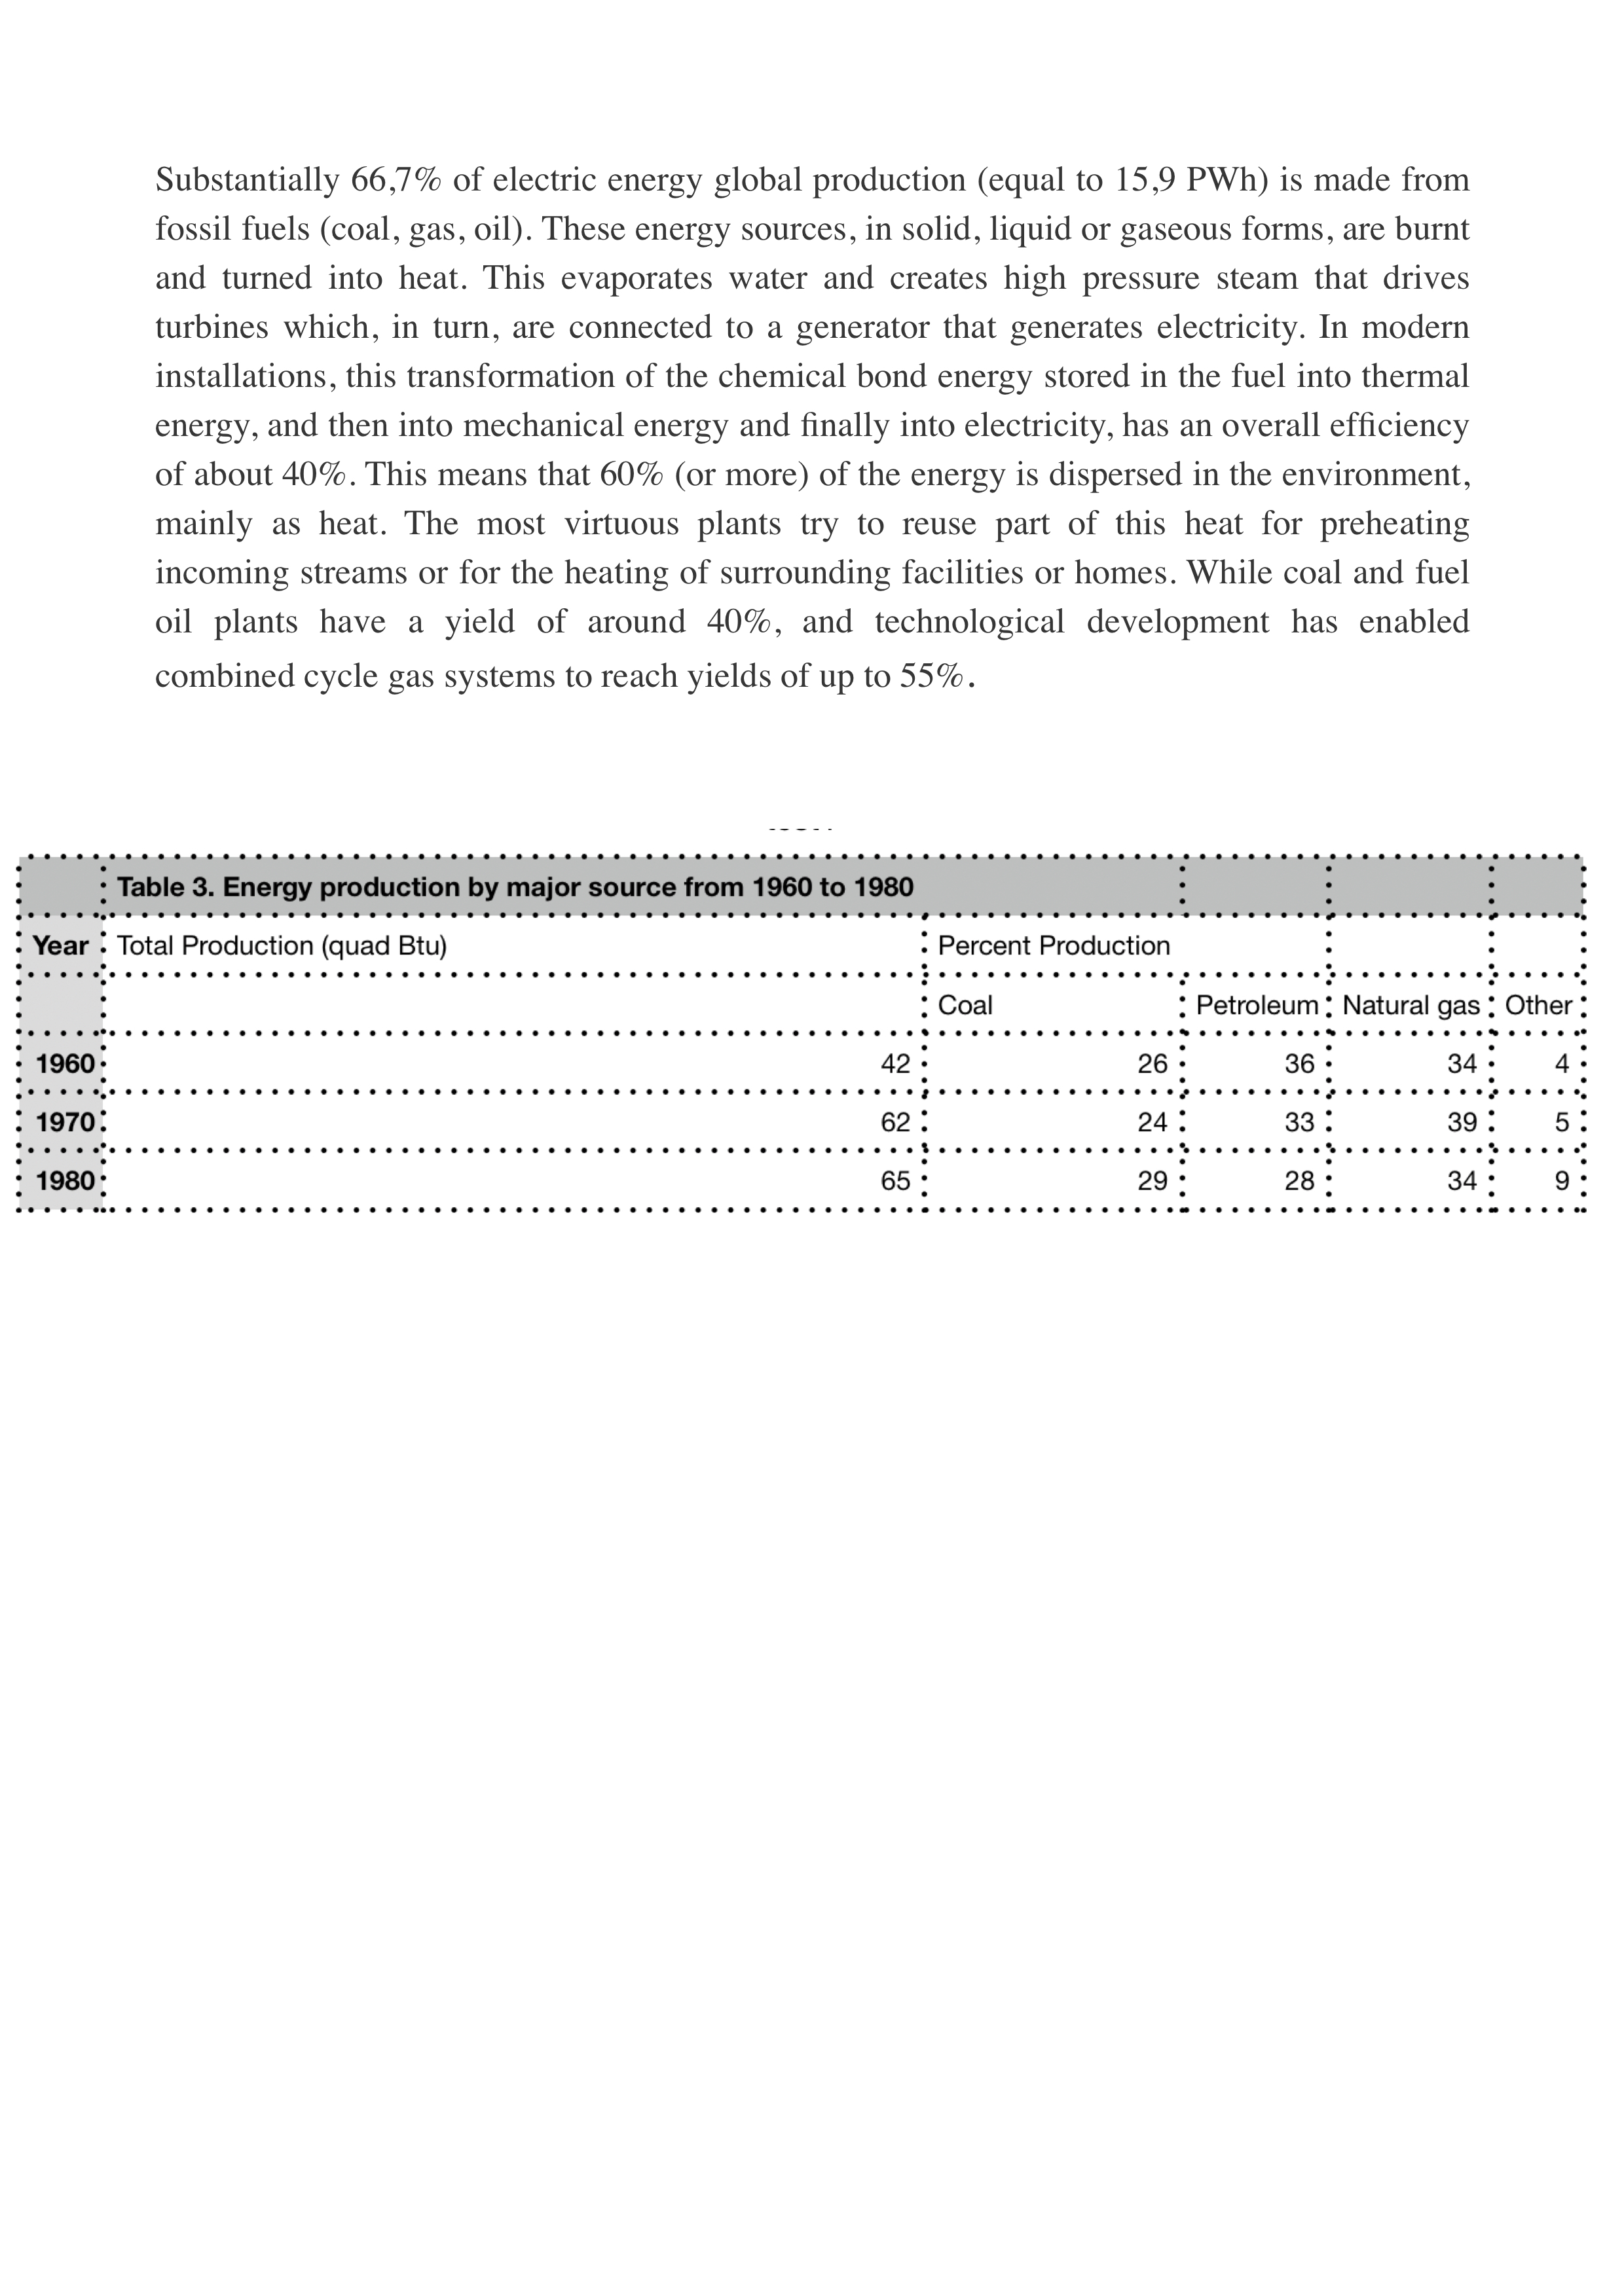 Substantially 66,7% of electric energy global production (equal to 15,9 PWh) is made from
fossil fuels (coal, gas, oil). These energy sources, in solid, liquid or gaseous forms, are burnt
and turned into heat. This evaporates water and creates high pressure steam that drives
turbines which, in turn, are connected to a generator that generates electricity. In modern
installations, this transformation of the chemical bond energy stored in the fuel into thermal
energy, and then into mechanical energy and finally into electricity, has an overall efficiency
of about 40%. This means that 60% (or more) of the energy is dispersed in the environment,
mainly as heat. The most virtuous plants try to reuse part of this heat for preheating
incoming streams or for the heating of surrounding facilities or homes. While coal and fuel
oil plants have a yield of around 40%, and technological development has enabled
combined cycle gas systems to reach yields of up to 55%.
Table 3. Energy production by major source from 1960 to 1980
Year Total Production (quad Btu) Percent Production
Coal Petroleum Natural gas Other
1960 42 26 36 34 4
1970 62 24 33 39 5
1980 65 29 28 34 9